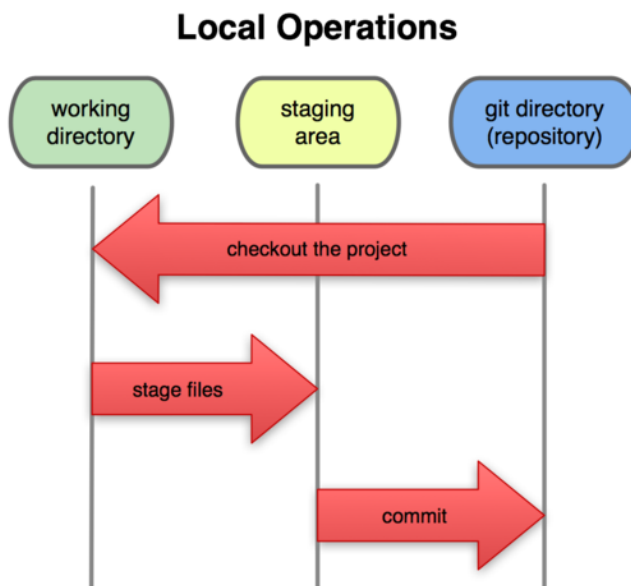 Local Operations
working
directory
staging
area
git directory
(repository)
checkout the project
stage files
commit